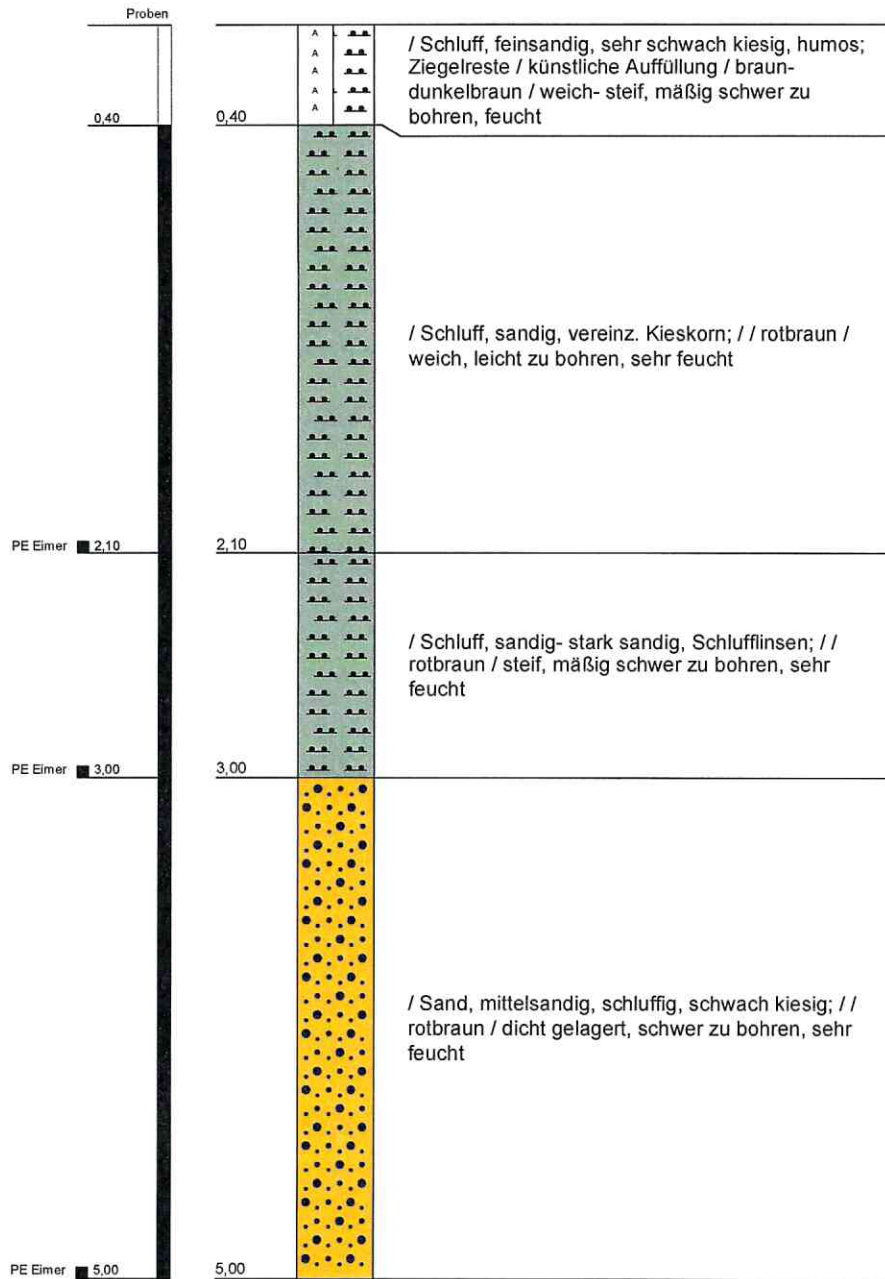 Proben
/ Schluff, feinsandig, sehr schwach kiesig, humos;
Ziegelreste / künstliche Auffüllung / braun-
dunkelbraun / weich- steif, mäßig schwer zu
bohren, feucht
A
A
A
A
A
0,40
0,40
/ Schluff, sandig, vereinz. Kieskorn; / / rotbraun /
weich, leicht zu bohren, sehr feucht
PE Eimer 2,10
2,10
/ Schluff, sandig- stark sandig, Schlufflinsen; / /
rotbraun / steif, mäßig schwer zu bohren, sehr
feucht
PE Eimer 3,00
3,00
/ Sand, mittelsandig, schluffig, schwach kiesig; / /
rotbraun / dicht gelagert, schwer zu bohren, sehr
feucht
PE Eimer 5,00
5,00